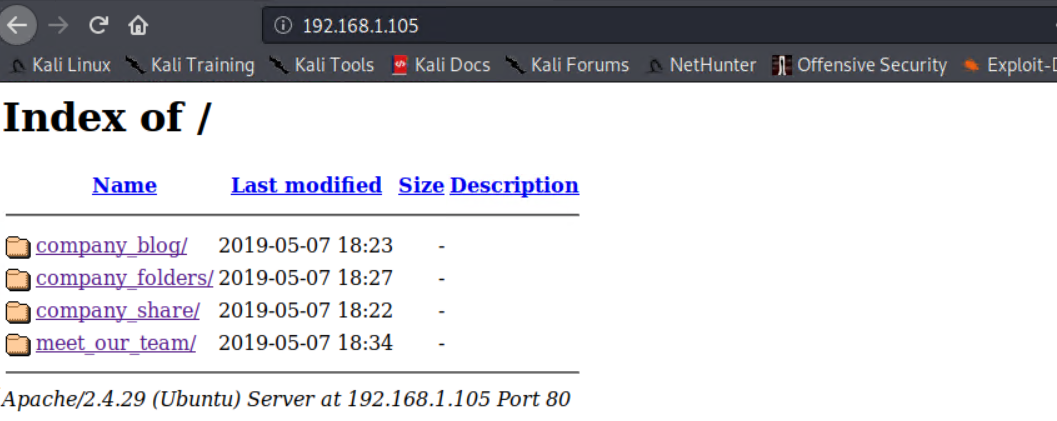 192.168.1.105
Kali Linux Kali Training Kali Tools Kali Docs Kali Forums NetHunter Offensive Security
Index of /
Name Last modified Size Description
company_blog/ 2019-05-07 18:23 -
company_folders/ 2019-05-07 18:27 -
company_share/ 2019-05-07 18:22 -
meet_our_team/ 2019-05-07 18:34 -
Apache/2.4.29 (Ubuntu) Server at 192.168.1.105 Port 80